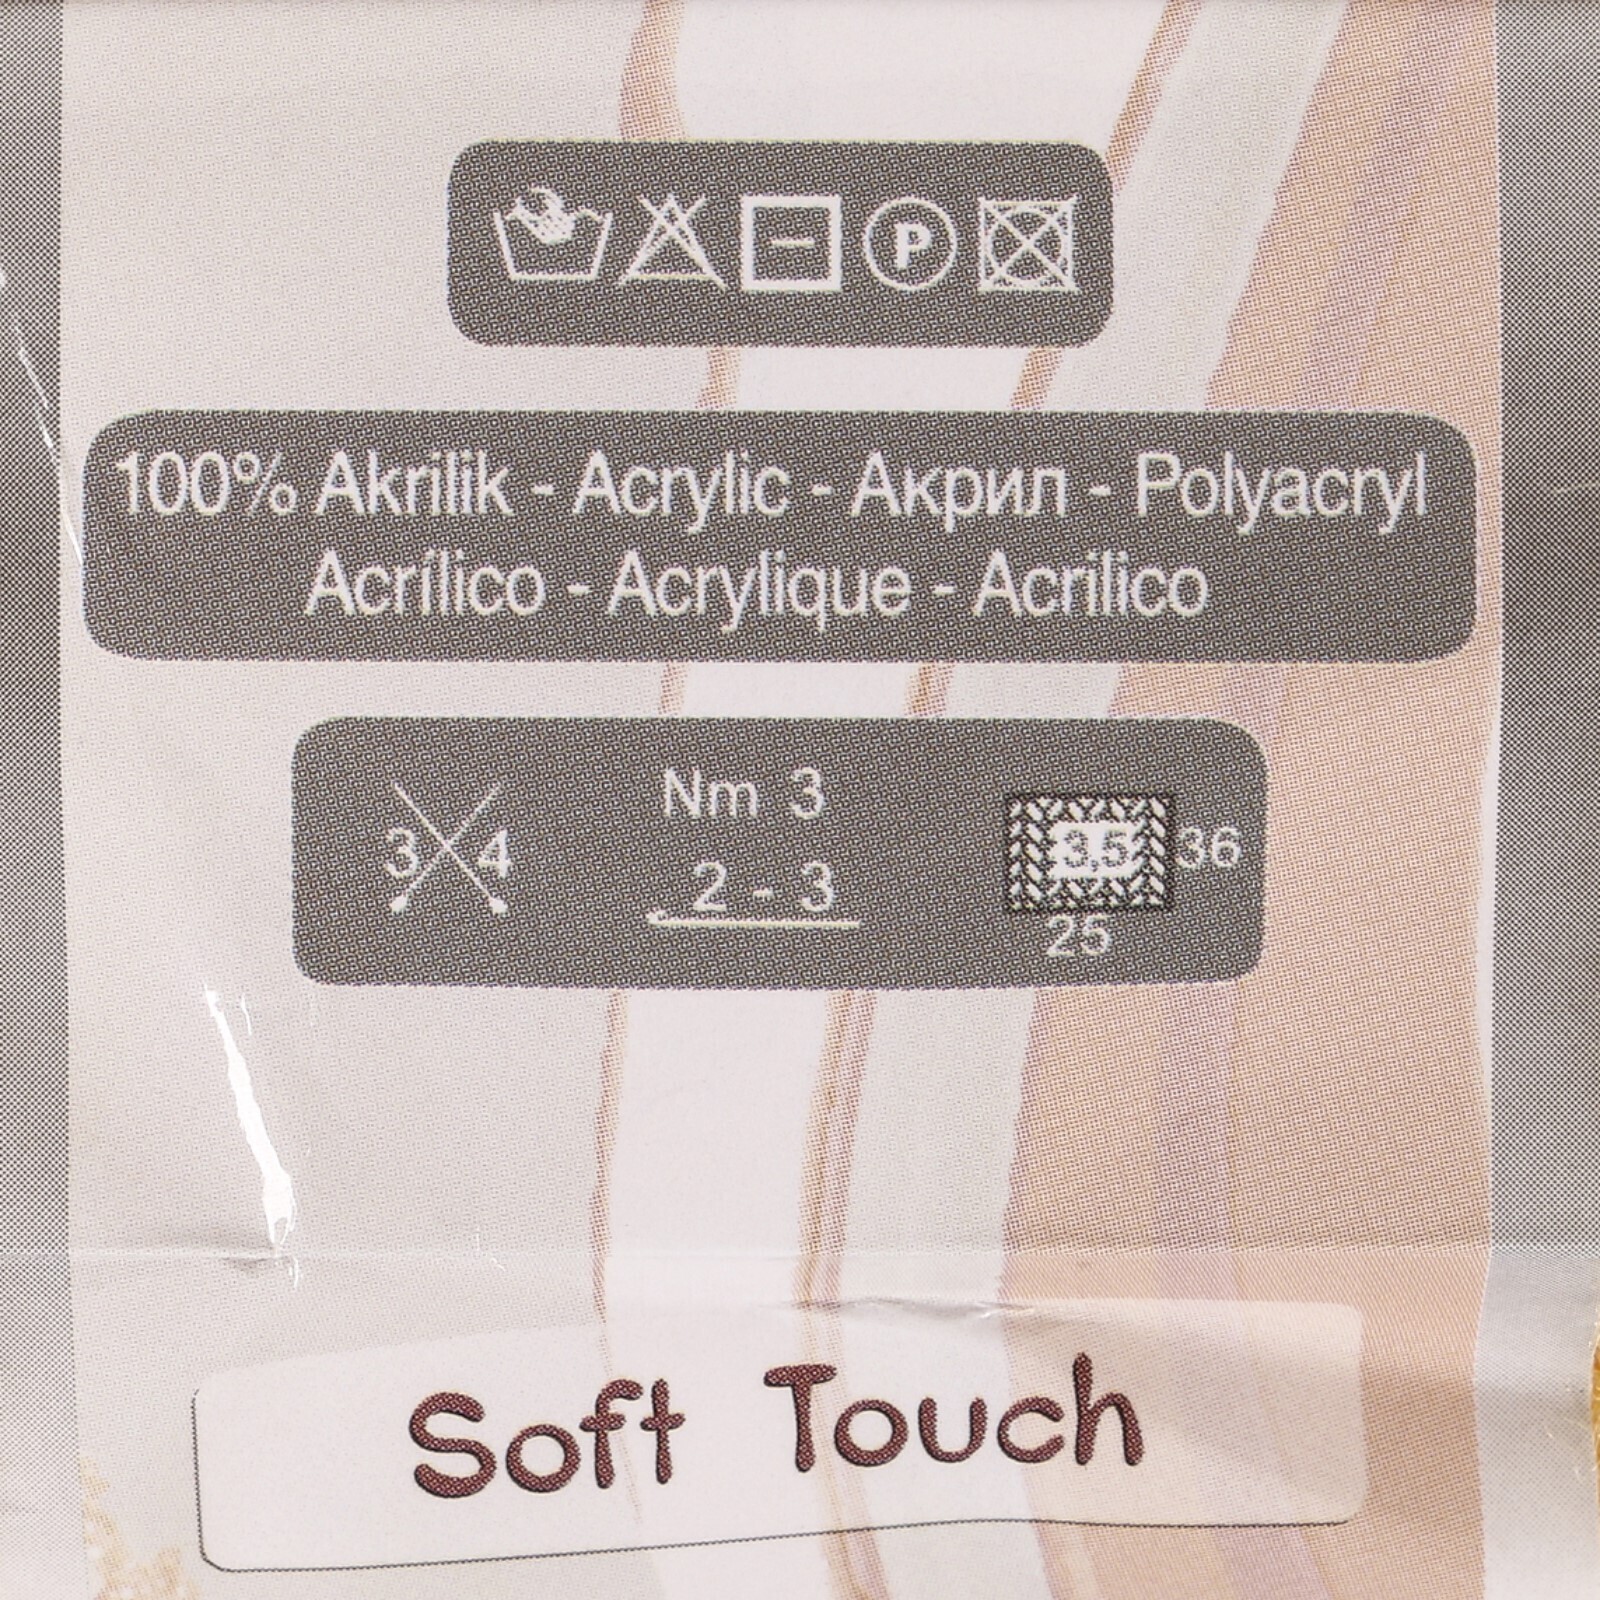 P
100% Akrilik - Acrylic - Акрил - Polyacryl
Acrílico - Acrylique - Acrilico
3 4
Nm 3
2 - 3
3,5 36
25
Soft Touch